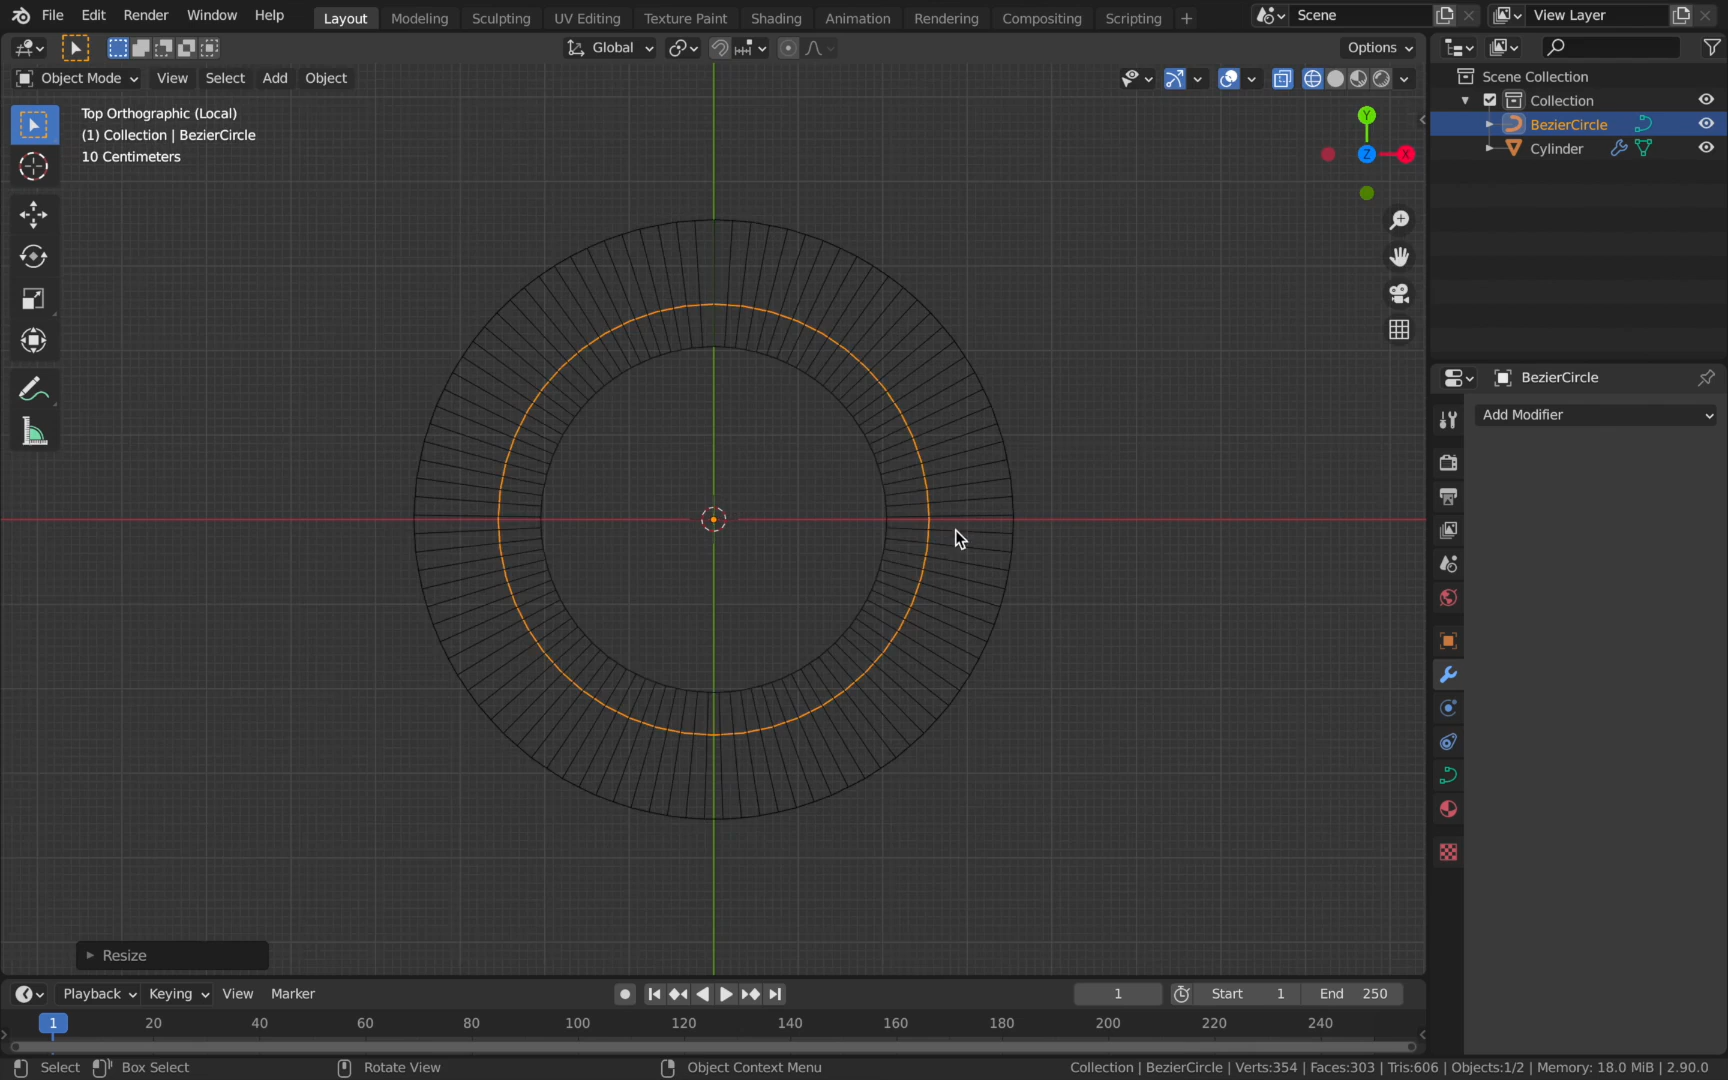 File Edit Render Window Help Layout Modeling Sculpting UV Editing Texture Paint Shading Animation Rendering Compositing Scripting + Scene View Layer
Global Options
Object Mode View Select Add Object
Top Orthographic (Local)
(1) Collection | BezierCircle
10 Centimeters
Y
Z X
Scene Collection
Collection
BezierCircle
Cylinder
BezierCircle
Add Modifier
Resize
Playback Keying View Marker 1 Start 1 End 250
1 20 40 60 80 100 120 140 160 180 200 220 240
Select Box Select Rotate View Object Context Menu Collection | BezierCircle | Verts:354 | Faces:303 | Tris:606 | Objects:1/2 | Memory: 18.0 MiB | 2.90.0